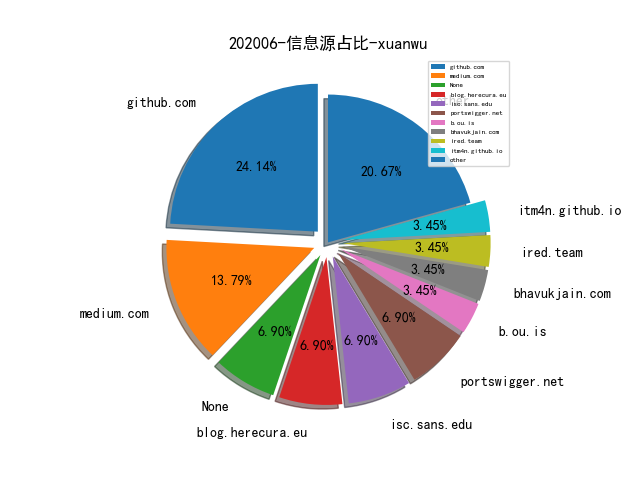 202006-信息源占比-xuanwu
github.com
medium.com
None
blog.herecura.eu
isc.sans.edu
portswigger.net
b.ou.is
bhavukjain.com
ired.team
itm4n.github.io
other
github.com
24.14%
20.67%
itm4n.github.io
3.45%
ired.team
3.45%
bhavukjain.com
3.45%
b.ou.is
3.45%
portswigger.net
6.90%
isc.sans.edu
6.90%
blog.herecura.eu
6.90%
None
6.90%
medium.com
13.79%